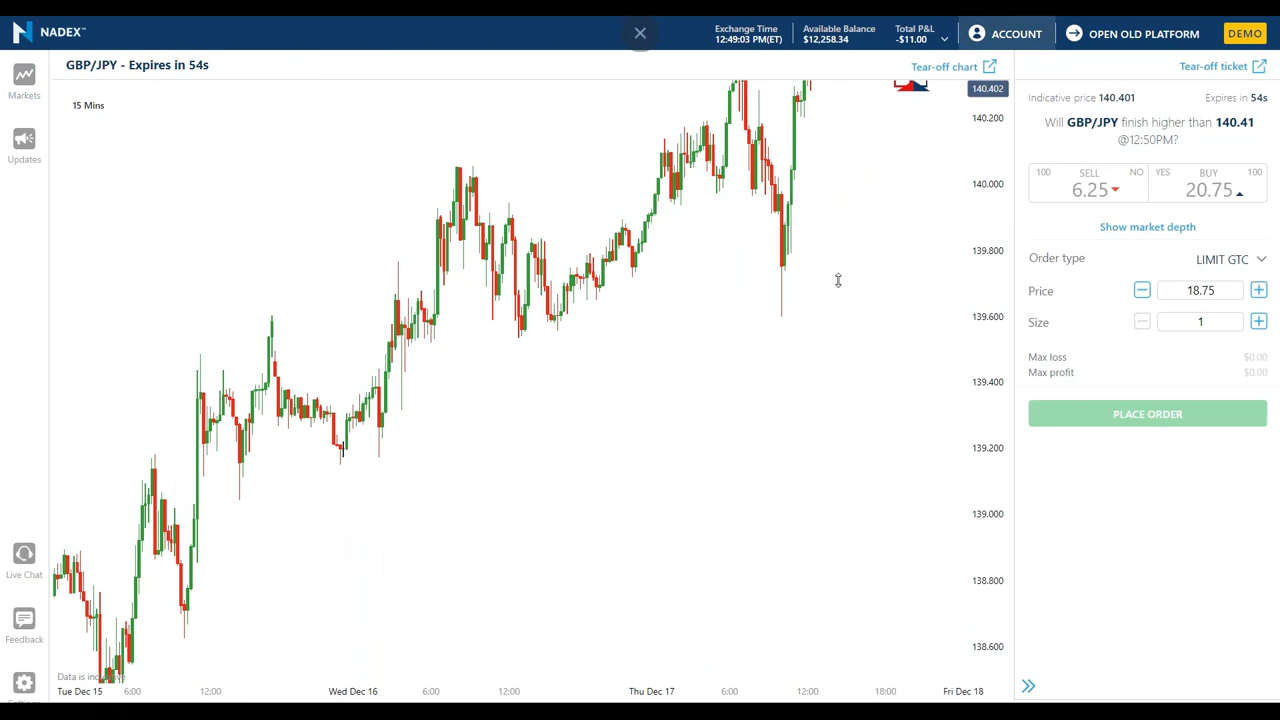 NADEX™
Exchange Time
12:49:03 PM(ET)
Available Balance
$12,258.34
Total P&L
-$11.00
ACCOUNT
OPEN OLD PLATFORM
DEMO
Markets
Updates
Live Chat
Feedback
GBP/JPY - Expires in 54s
Tear-off chart
15 Mins
140.402
140.200
140.000
139.800
139.600
139.400
139.200
139.000
138.800
138.600
Tue Dec 15
6:00
12:00
Wed Dec 16
6:00
12:00
Thu Dec 17
6:00
12:00
18:00
Fri Dec 18
Tear-off ticket
Indicative price 140.401
Expires in 54s
Will GBP/JPY finish higher than 140.41
@12:50PM?
100 SELL NO
6.25
YES BUY 100
20.75
Show market depth
Order type LIMIT GTC
Price 18.75
Size 1
Max loss $0.00
Max profit $0.00
PLACE ORDER